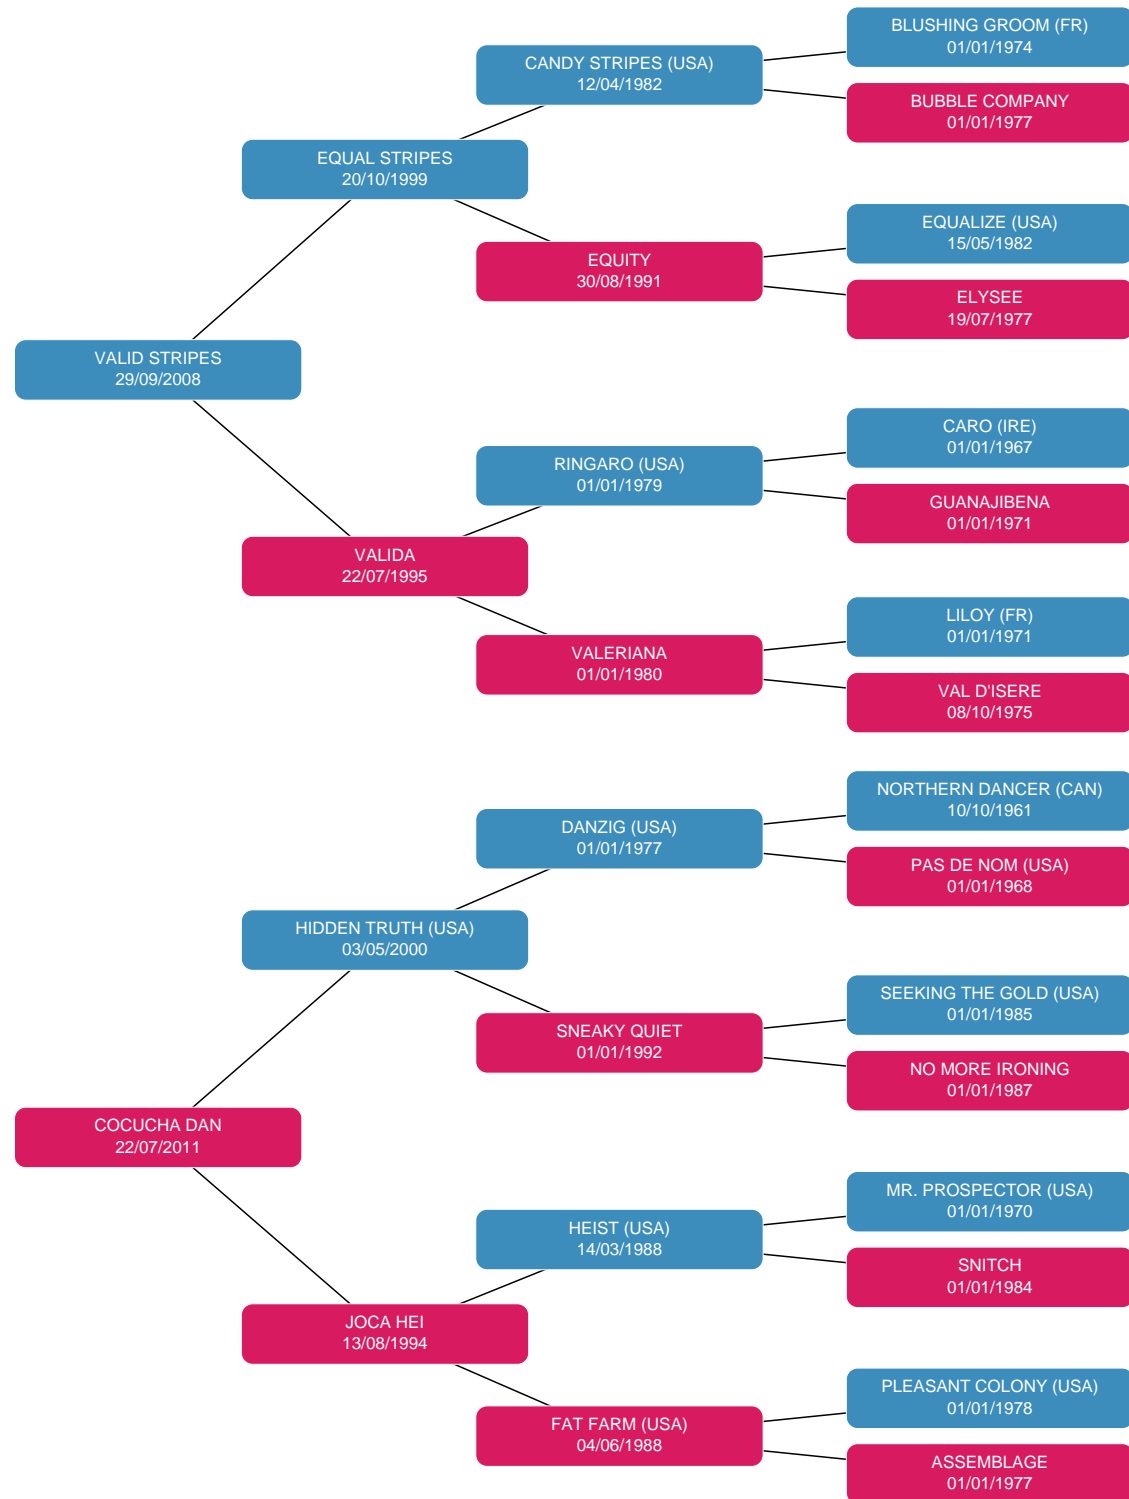 BLUSHING GROOM (FR)
01/01/1974
CANDY STRIPES (USA)
12/04/1982
BUBBLE COMPANY
01/01/1977
EQUAL STRIPES
20/10/1999
EQUALIZE (USA)
15/05/1982
EQUITY
30/08/1991
ELYSEE
19/07/1977
VALID STRIPES
29/09/2008
CARO (IRE)
01/01/1967
RINGARO (USA)
01/01/1979
GUANAJIBENA
01/01/1971
VALIDA
22/07/1995
LILOY (FR)
01/01/1971
VALERIANA
01/01/1980
VAL D'ISERE
08/10/1975
NORTHERN DANCER (CAN)
10/10/1961
DANZIG (USA)
01/01/1977
PAS DE NOM (USA)
01/01/1968
HIDDEN TRUTH (USA)
03/05/2000
SEEKING THE GOLD (USA)
01/01/1985
SNEAKY QUIET
01/01/1992
NO MORE IRONING
01/01/1987
COCUCHA DAN
22/07/2011
MR. PROSPECTOR (USA)
01/01/1970
HEIST (USA)
14/03/1988
SNITCH
01/01/1984
JOCA HEI
13/08/1994
PLEASANT COLONY (USA)
01/01/1978
FAT FARM (USA)
04/06/1988
ASSEMBLAGE
01/01/1977